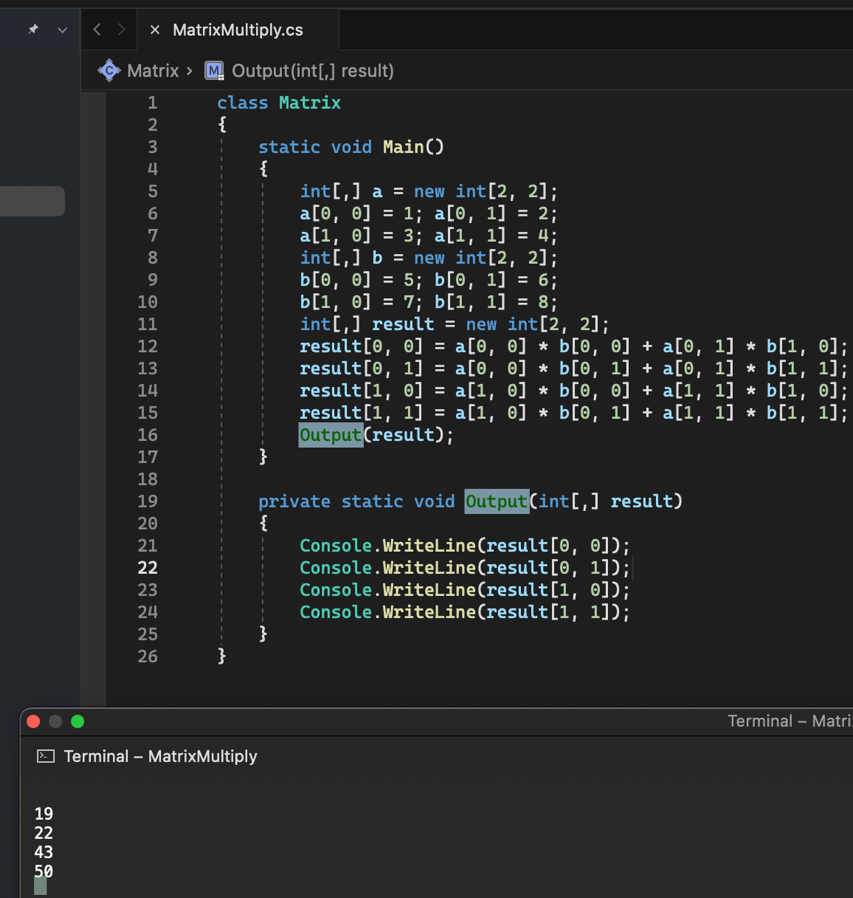 MatrixMultiply.cs
Matrix › Output(int[,] result)
1 class Matrix
2 {
3 static void Main()
4 {
5 int[,] a = new int[2, 2];
6 a[0, 0] = 1; a[0, 1] = 2;
7 a[1, 0] = 3; a[1, 1] = 4;
8 int[,] b = new int[2, 2];
9 b[0, 0] = 5; b[0, 1] = 6;
10 b[1, 0] = 7; b[1, 1] = 8;
11 int[,] result = new int[2, 2];
12 result[0, 0] = a[0, 0] * b[0, 0] + a[0, 1] * b[1, 0];
13 result[0, 1] = a[0, 0] * b[0, 1] + a[0, 1] * b[1, 1];
14 result[1, 0] = a[1, 0] * b[0, 0] + a[1, 1] * b[1, 0];
15 result[1, 1] = a[1, 0] * b[0, 1] + a[1, 1] * b[1, 1];
16 Output(result);
17 }
18
19 private static void Output(int[,] result)
20 {
21 Console.WriteLine(result[0, 0]);
22 Console.WriteLine(result[0, 1]);
23 Console.WriteLine(result[1, 0]);
24 Console.WriteLine(result[1, 1]);
25 }
26 }
Terminal – Matri
Terminal – MatrixMultiply
19
22
43
50